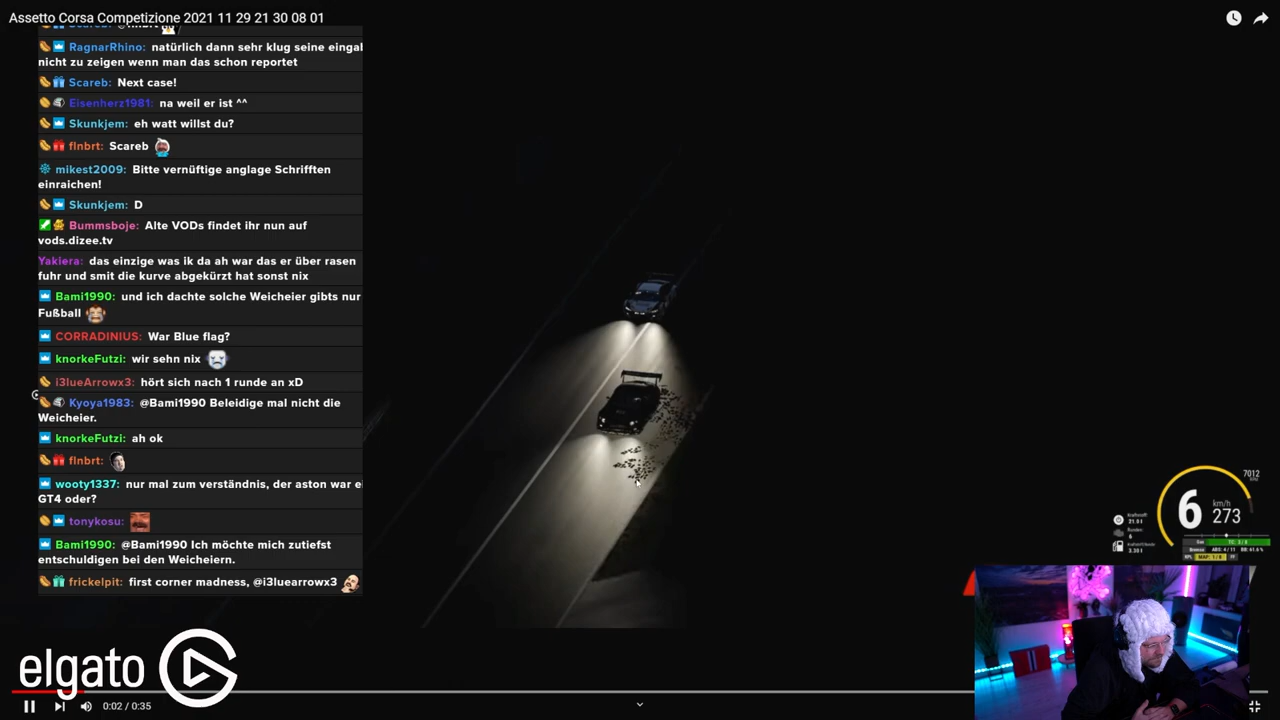 Assetto Corsa Competizione 2021 11 29 21 30 08 01
RagnarRhino: natürlich dann sehr klug seine eingal
nicht zu zeigen wenn man das schon reportet
Scareb: Next case!
Eisenherz1981: na weil er ist ^^
Skunkjem: eh watt willst du?
flnbrt: Scareb
mikest2009: Bitte vernüftige anglage Schrifften
einraichen!
Skunkjem: D
Bummsboje: Alte VODs findet ihr nun auf
vods.dizee.tv
Yakiera: das einzige was ik da ah war das er über rasen
fuhr und smit die kurve abgekürzt hat sonst nix
Bami1990: und ich dachte solche Weicheier gibts nur
Fußball
CORRADINIUS: War Blue flag?
knorkeFutzi: wir sehn nix
i3lueArrowx3: hört sich nach 1 runde an xD
Kyoya1983: @Bami1990 Beleidige mal nicht die
Weicheier.
knorkeFutzi: ah ok
flnbrt:
wooty1337: nur mal zum verständnis, der aston war e
GT4 oder?
tonykosu:
Bami1990: @Bami1990 Ich möchte mich zutiefst
entschuldigen bei den Weicheiern.
frickelpit: first corner madness, @i3luearrowx3
7012
6
km/h
273
elgato
0:02 / 0:35